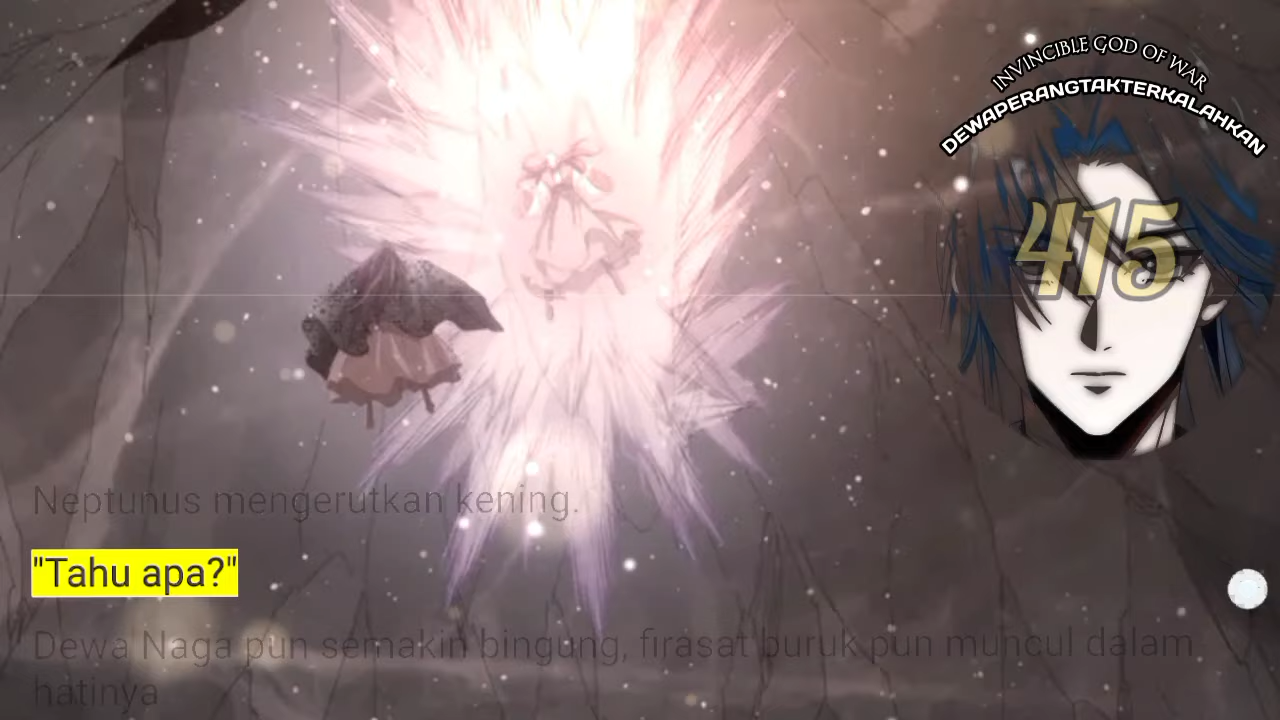 INVINCIBLE GOD OF WAR
DEWAPERANGTAKTERKALAHKAN
415
Neptunus mengerutkan kening.
"Tahu apa?"
Dewa Naga pun semakin bingung, firasat buruk pun muncul dalam
hatinya